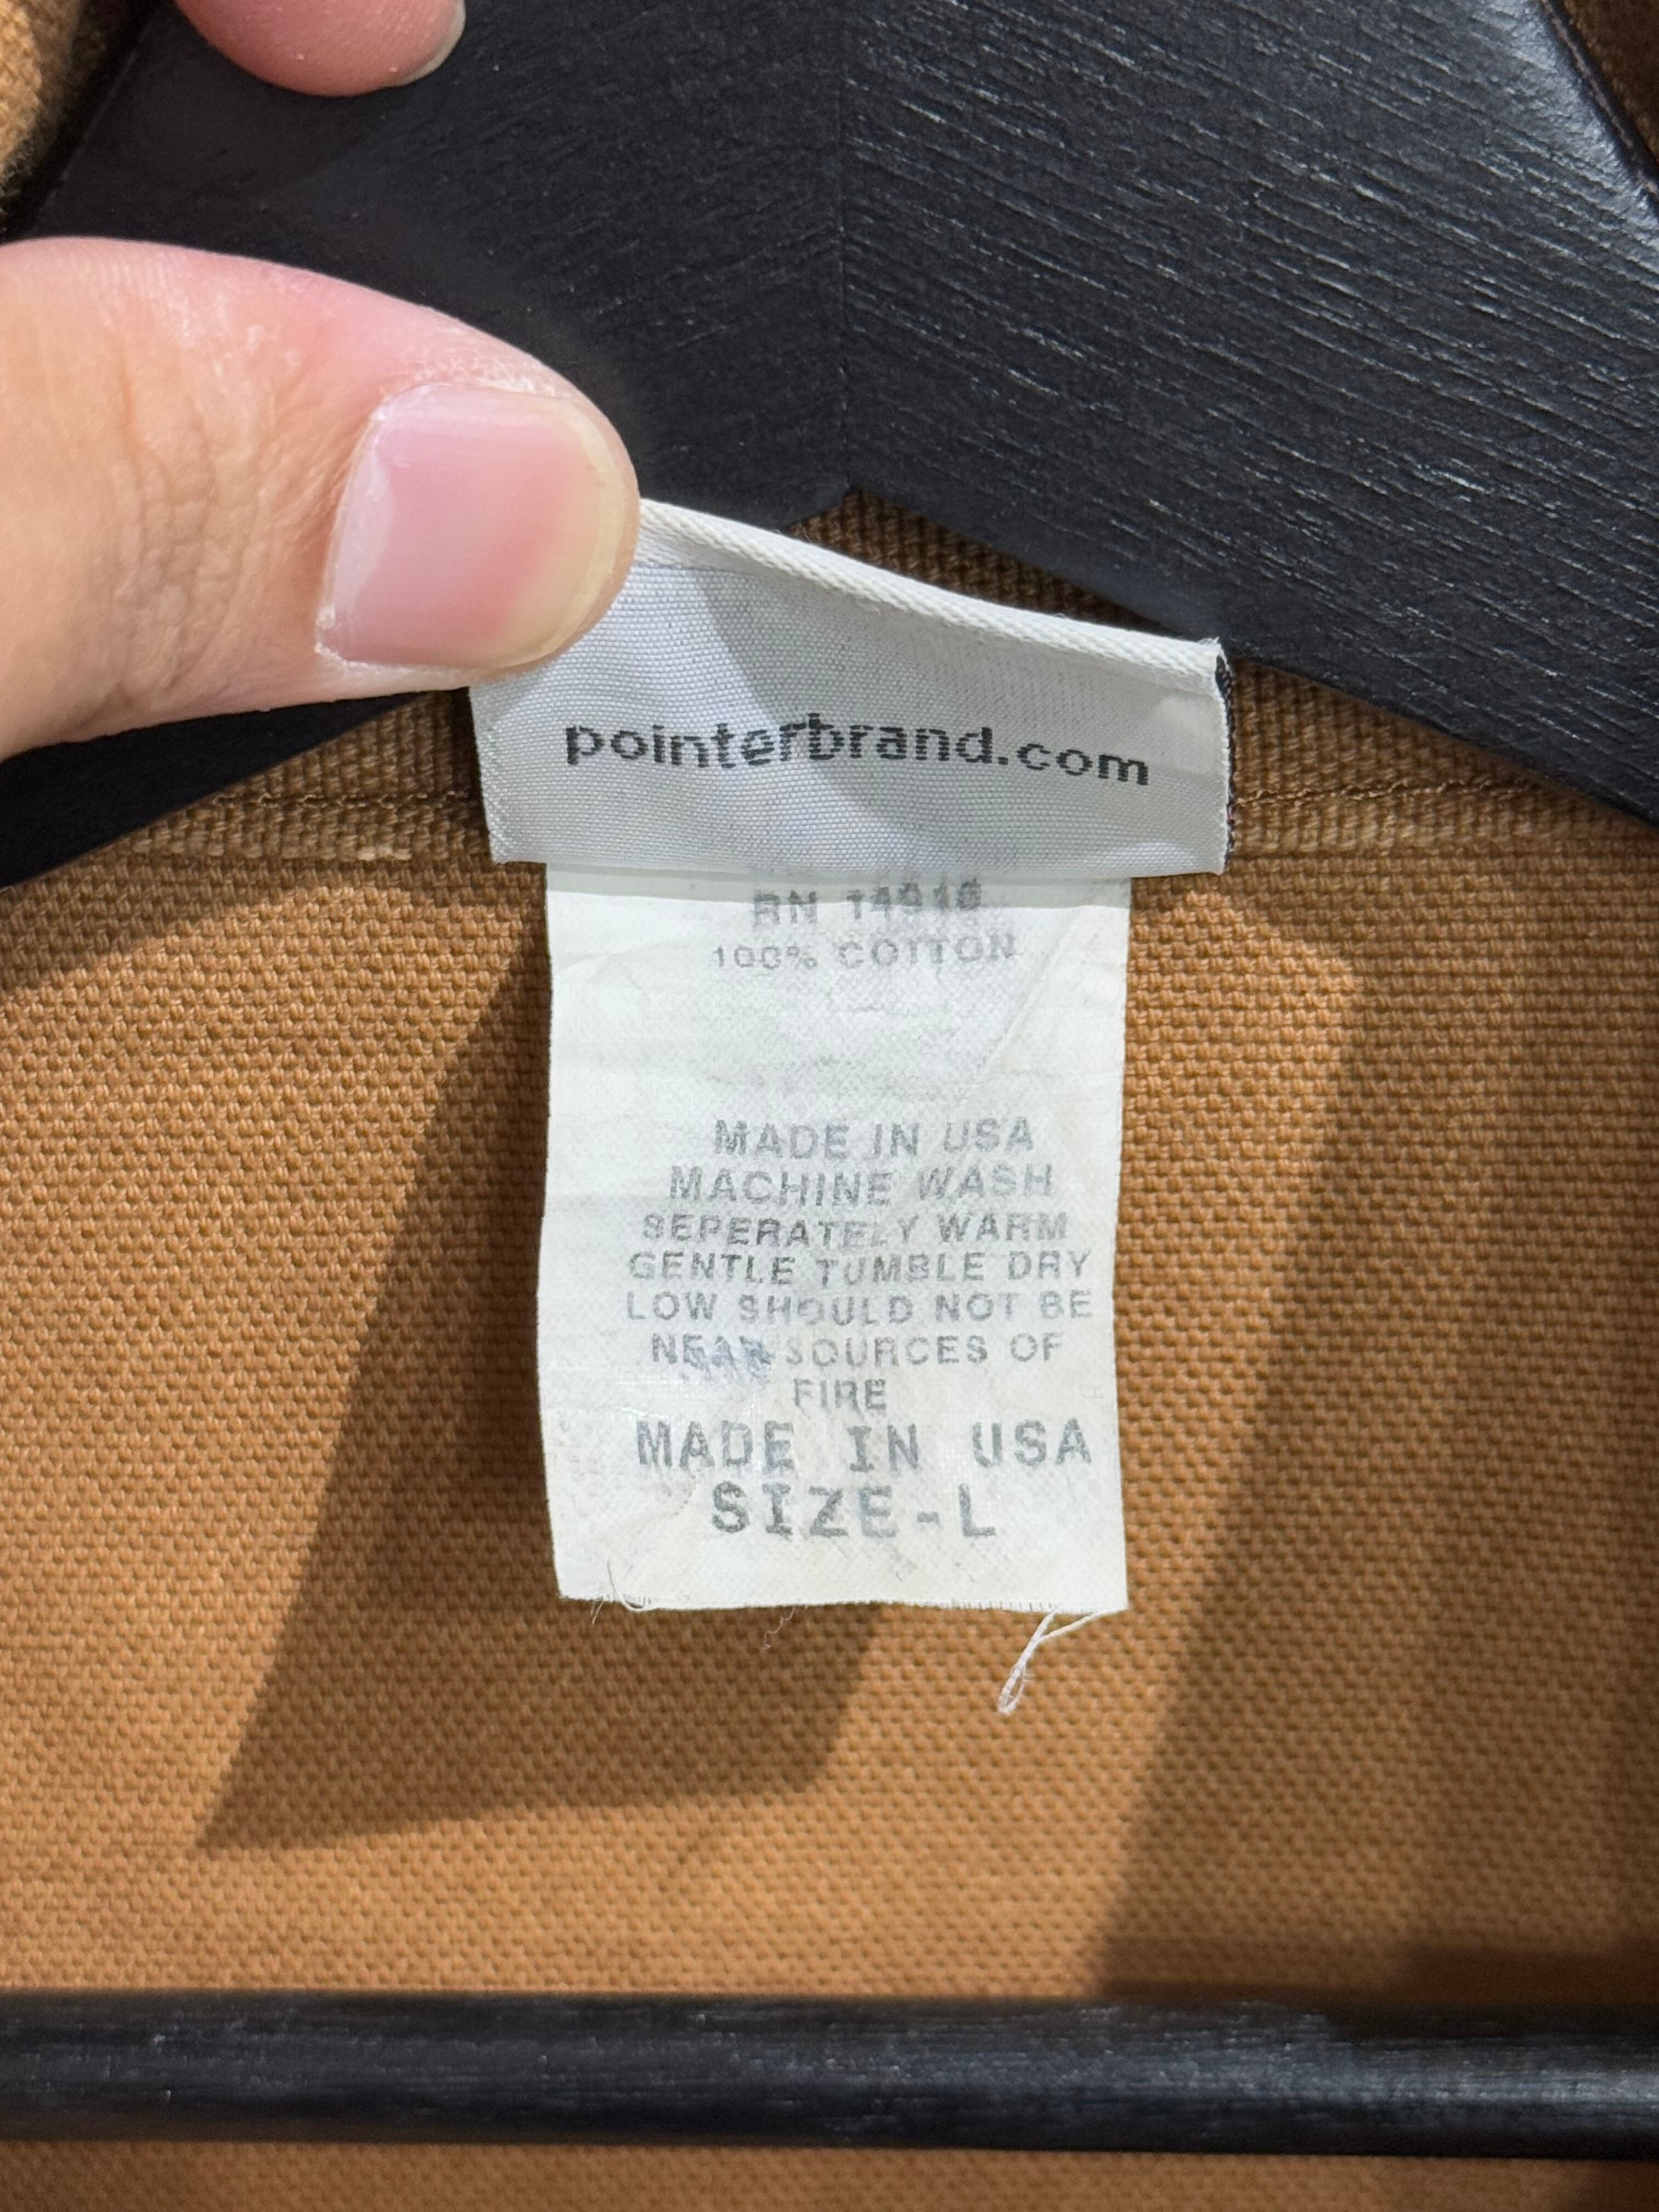 pointerbrand.com
RN
100% COTTON
MADE IN USA
MACHINE WASH
SEPERATELY WARM
GENTLE TUMBLE DRY
LOW SHOULD NOT BE
NEAR SOURCES OF
FIRE
MADE IN USA
SIZE-L